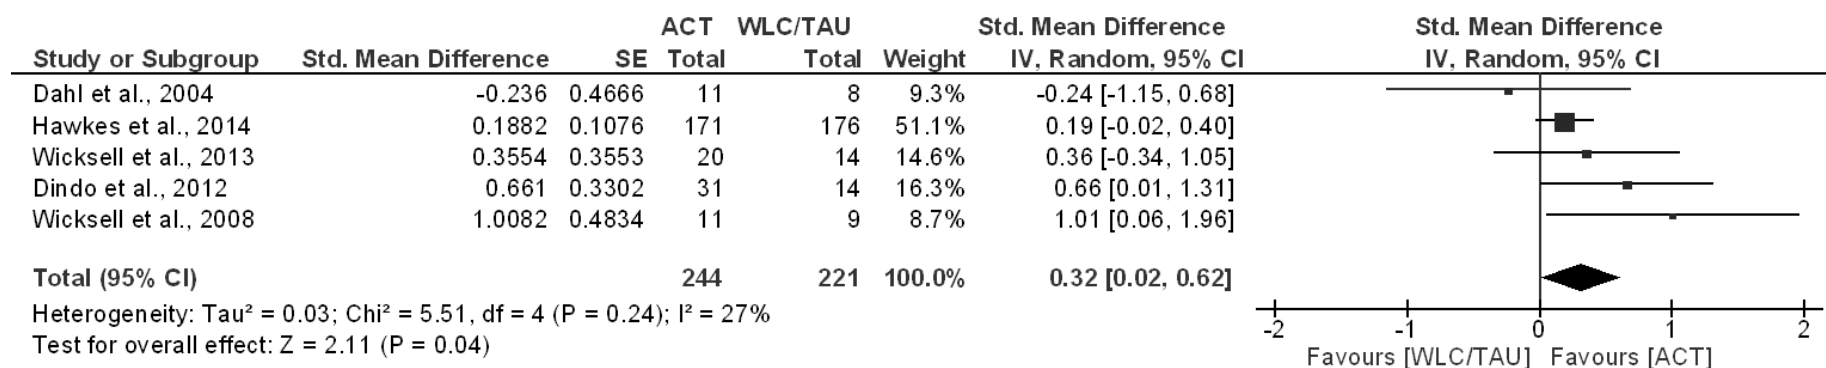 ACT WLC/TAU Std. Mean Difference Std. Mean Difference
Study or Subgroup Std. Mean Difference SE Total Total Weight IV, Random, 95% CI IV, Random, 95% CI
Dahl et al., 2004 -0.236 0.4666 11 8 9.3% -0.24 [-1.15, 0.68]
Hawkes et al., 2014 0.1882 0.1076 171 176 51.1% 0.19 [-0.02, 0.40]
Wicksell et al., 2013 0.3554 0.3553 20 14 14.6% 0.36 [-0.34, 1.05]
Dindo et al., 2012 0.661 0.3302 31 14 16.3% 0.66 [0.01, 1.31]
Wicksell et al., 2008 1.0082 0.4834 11 9 8.7% 1.01 [0.06, 1.96]
Total (95% CI) 244 221 100.0% 0.32 [0.02, 0.62]
Heterogeneity: Tau² = 0.03; Chi² = 5.51, df = 4 (P = 0.24); I² = 27%
Test for overall effect: Z = 2.11 (P = 0.04)
-2 -1 0 1 2
Favours [WLC/TAU] Favours [ACT]